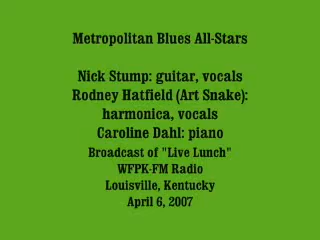 Metropolitan Blues All-Stars
Nick Stump: guitar, vocals
Rodney Hatfield (Art Snake):
harmonica, vocals
Caroline Dahl: piano
Broadcast of "Live Lunch"
WFPK-FM Radio
Louisville, Kentucky
April 6, 2007